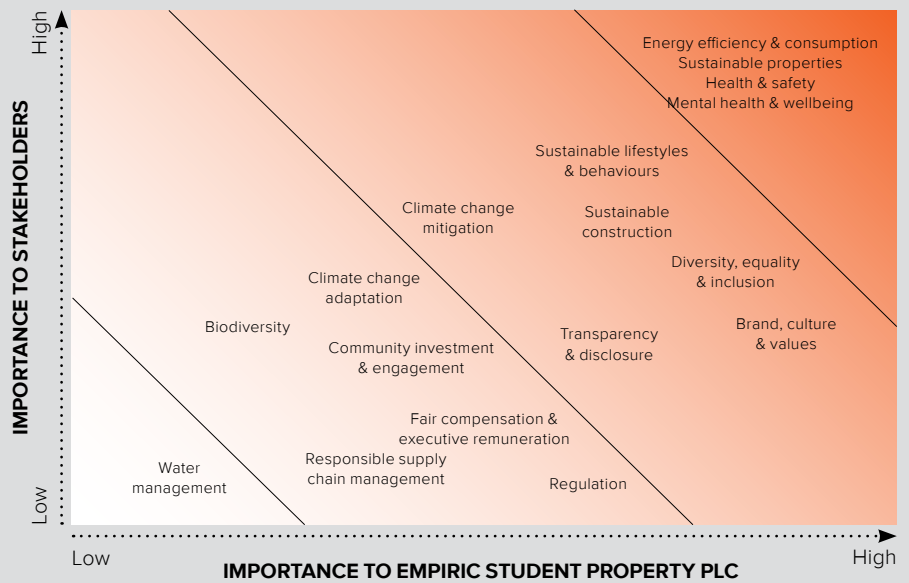 High
IMPORTANCE TO STAKEHOLDERS
Low
Energy efficiency & consumption
Sustainable properties
Health & safety
Mental health & wellbeing
Sustainable lifestyles
& behaviours
Climate change
mitigation
Sustainable
construction
Diversity, equality
& inclusion
Climate change
adaptation
Biodiversity
Brand, culture
& values
Transparency
& disclosure
Community investment
& engagement
Fair compensation &
executive remuneration
Responsible supply
chain management
Water
management
Regulation
Low
High
IMPORTANCE TO EMPIRIC STUDENT PROPERTY PLC